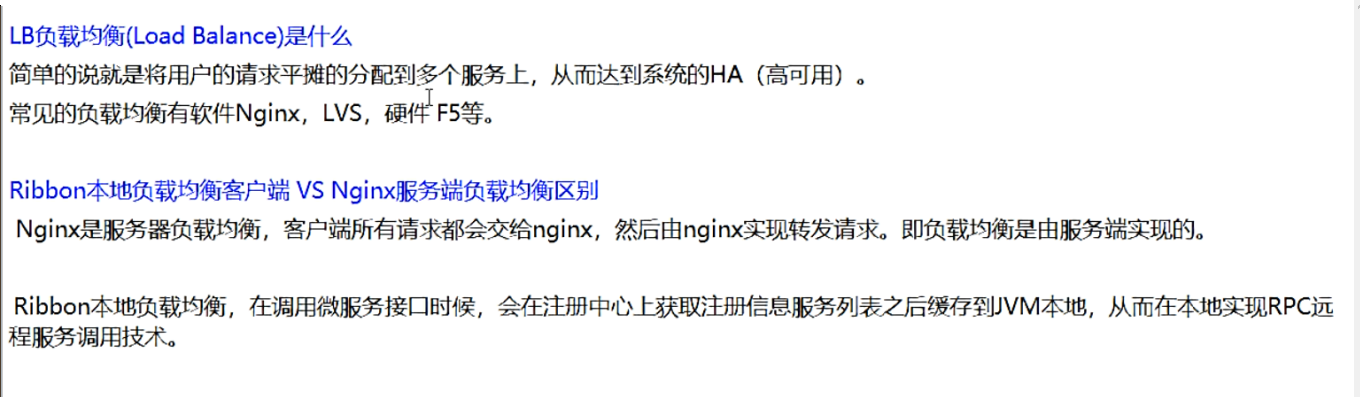 LB负载均衡(Load Balance)是什么
简单的说就是将用户的请求平摊的分配到多个服务上，从而达到系统的HA（高可用）。
常见的负载均衡有软件Nginx，LVS，硬件 F5等。
Ribbon本地负载均衡客户端 VS Nginx服务端负载均衡区别
Nginx是服务器负载均衡，客户端所有请求都会交给nginx，然后由nginx实现转发请求。即负载均衡是由服务端实现的。
Ribbon本地负载均衡，在调用微服务接口时候，会在注册中心上获取注册信息服务列表之后缓存到JVM本地，从而在本地实现RPC远
程服务调用技术。